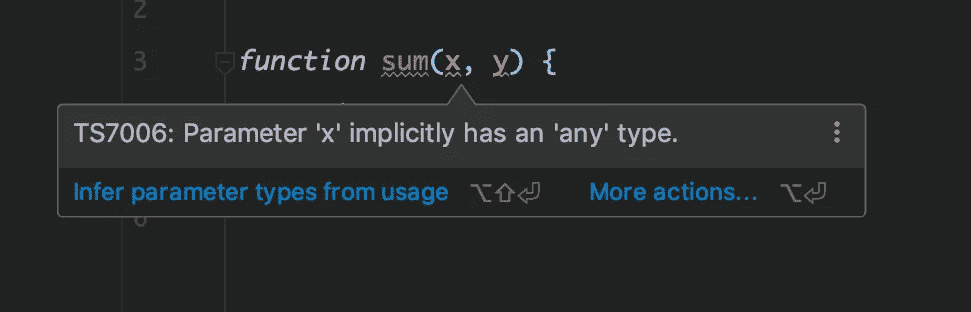 2
3 function sum(x, y) {
TS7006: Parameter 'x' implicitly has an 'any' type.
Infer parameter types from usage ⌥⇧⏎ More actions... ⌥⏎
6